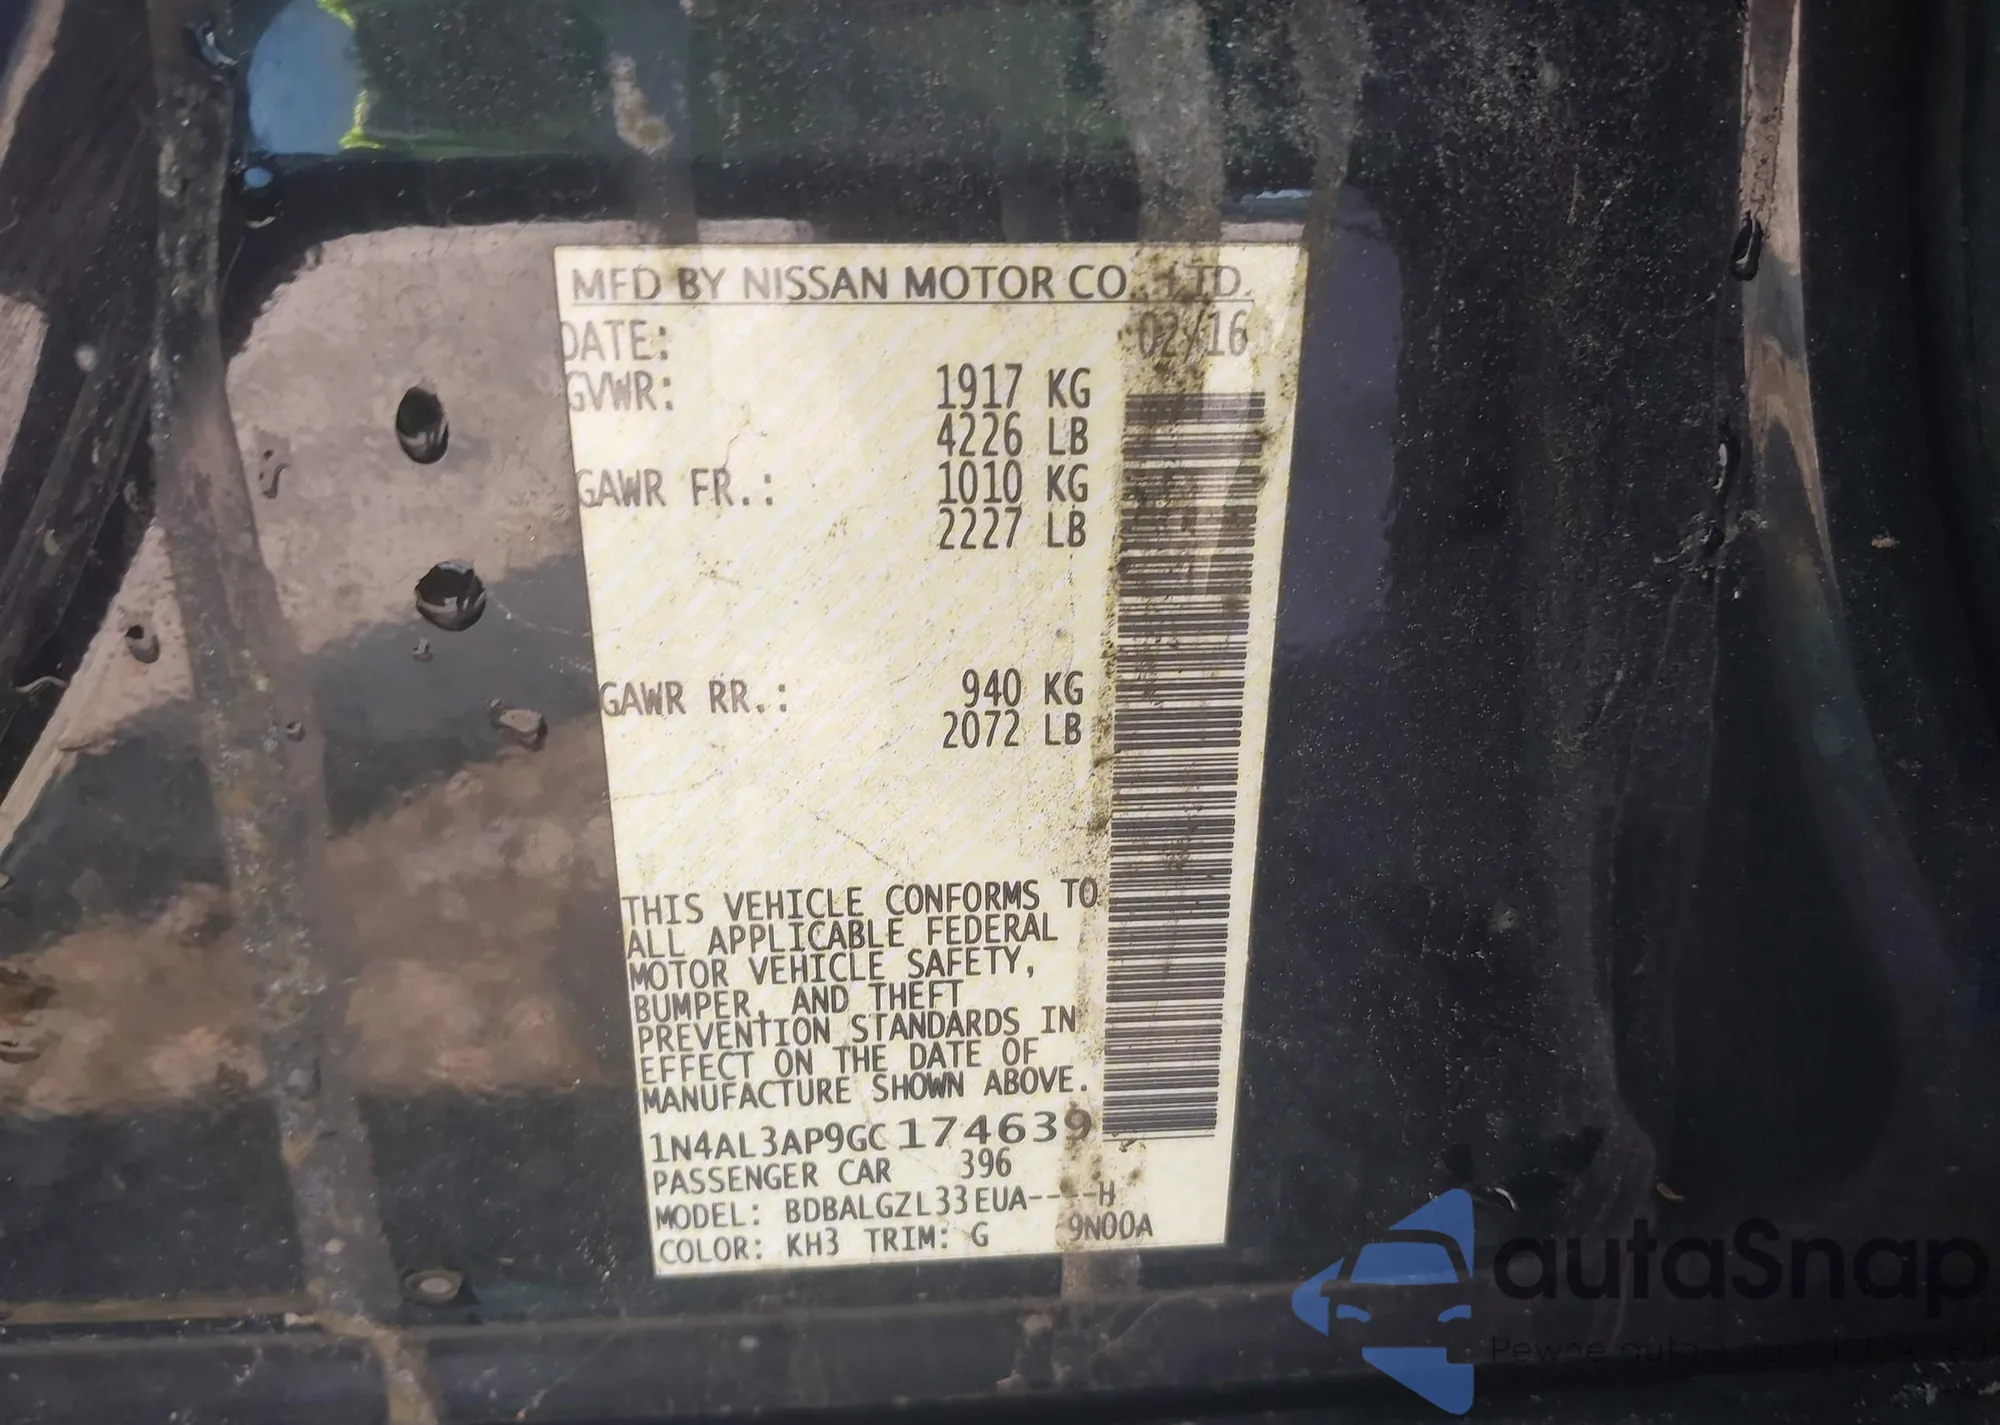 MFD BY NISSAN MOTOR CO., LTD.
DATE: 02/16
GVWR: 1917 KG
4226 LB
GAWR FR.: 1010 KG
2227 LB
GAWR RR.: 940 KG
2072 LB
THIS VEHICLE CONFORMS TO
ALL APPLICABLE FEDERAL
MOTOR VEHICLE SAFETY,
BUMPER, AND THEFT
PREVENTION STANDARDS IN
EFFECT ON THE DATE OF
MANUFACTURE SHOWN ABOVE.
1N4AL3AP9GC174639
PASSENGER CAR 396
MODEL: BDBALGZL33EUA----H
COLOR: KH3 TRIM: G 9N00A
autaSnap
Pewne auta